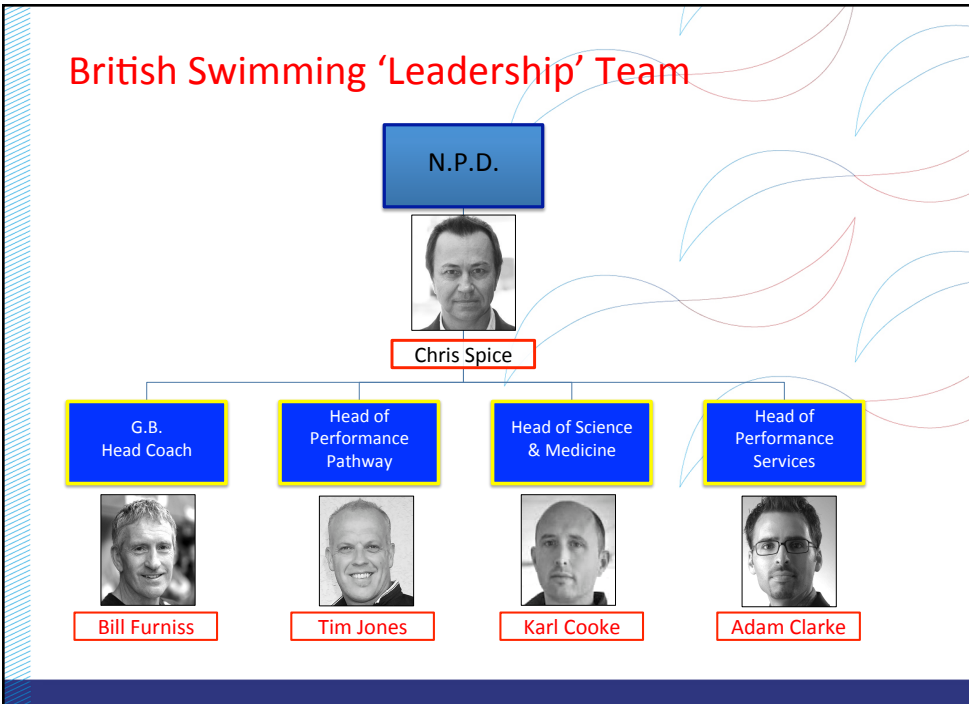 British Swimming ‘Leadership’ Team
N.P.D.
Chris Spice
G.B.
Head Coach
Head of
Performance
Pathway
Head of Science
& Medicine
Head of
Performance
Services
Bill Furniss
Tim Jones
Karl Cooke
Adam Clarke